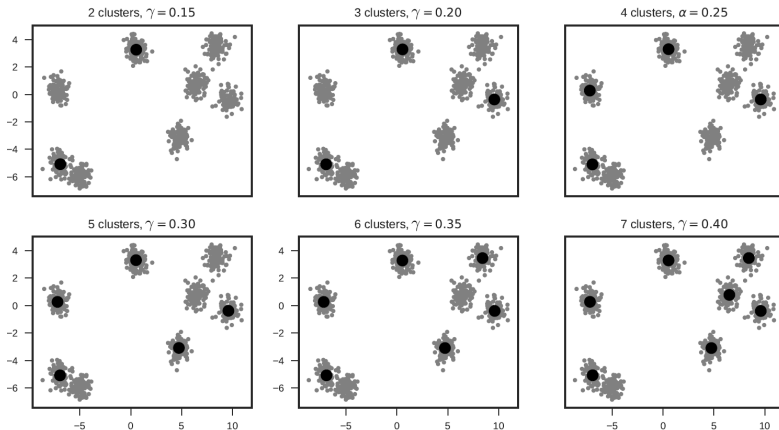 2 clusters, γ = 0.15
3 clusters, γ = 0.20
4 clusters, α = 0.25
4
2
0
−2
−4
−6
5 clusters, γ = 0.30
6 clusters, γ = 0.35
7 clusters, γ = 0.40
4
2
0
−2
−4
−6
−5 0 5 10
−5 0 5 10
−5 0 5 10